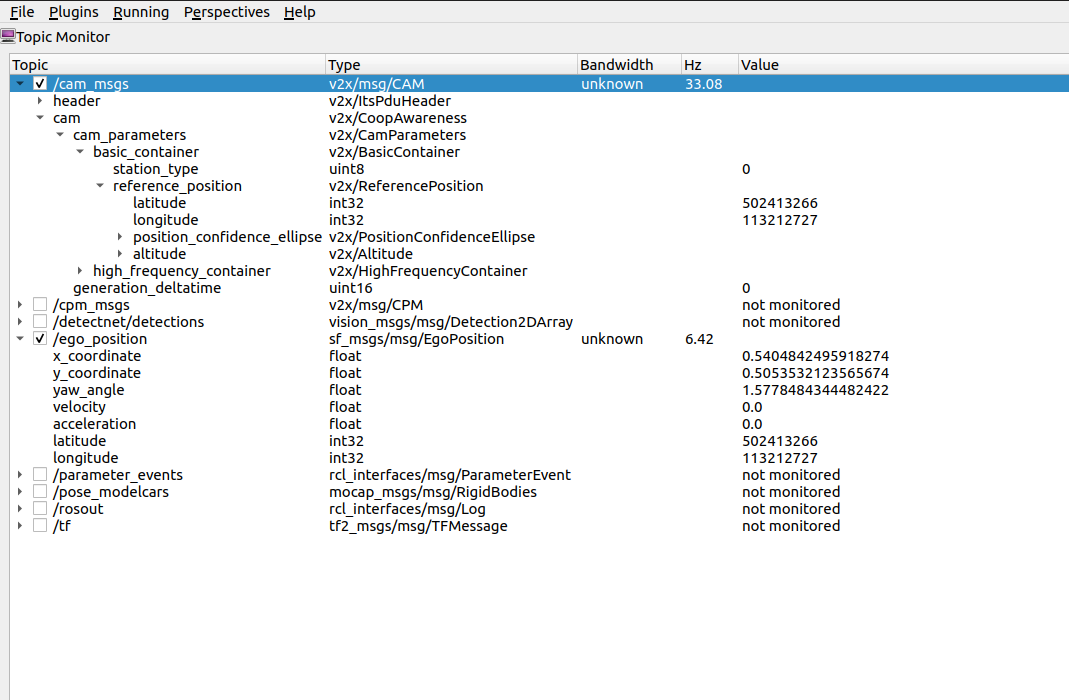 File Plugins Running Perspectives Help
Topic Monitor
Topic Type Bandwidth Hz Value
/cam_msgs v2x/msg/CAM unknown 33.08
header v2x/ItsPduHeader
cam v2x/CoopAwareness
cam_parameters v2x/CamParameters
basic_container v2x/BasicContainer
station_type uint8 0
reference_position v2x/ReferencePosition
latitude int32 502413266
longitude int32 113212727
position_confidence_ellipse v2x/PositionConfidenceEllipse
altitude v2x/Altitude
high_frequency_container v2x/HighFrequencyContainer
generation_deltatime uint16 0
/cpm_msgs v2x/msg/CPM not monitored
/detectnet/detections vision_msgs/msg/Detection2DArray not monitored
/ego_position sf_msgs/msg/EgoPosition unknown 6.42
x_coordinate float 0.5404842495918274
y_coordinate float 0.5053532123565674
yaw_angle float 1.5778484344482422
velocity float 0.0
acceleration float 0.0
latitude int32 502413266
longitude int32 113212727
/parameter_events rcl_interfaces/msg/ParameterEvent not monitored
/pose_modelcars mocap_msgs/msg/RigidBodies not monitored
/rosout rcl_interfaces/msg/Log not monitored
/tf tf2_msgs/msg/TFMessage not monitored